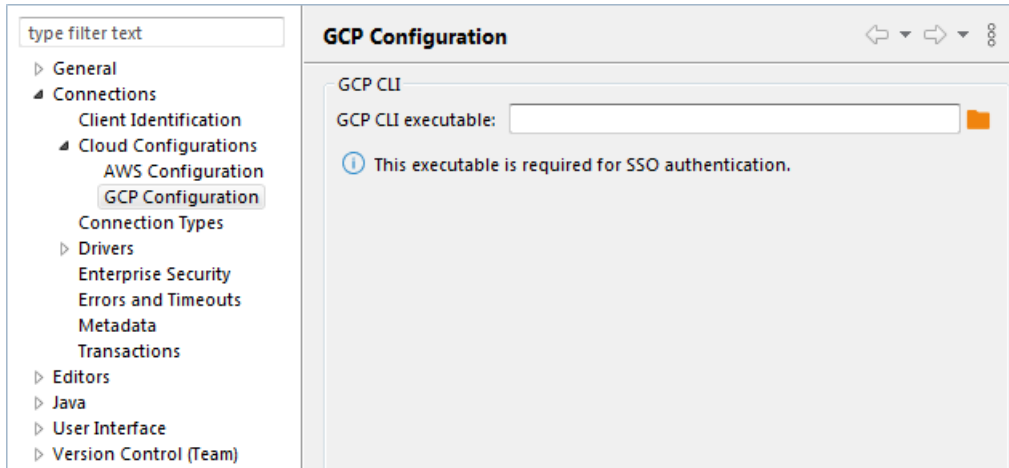 type filter text
General
Connections
Client Identification
Cloud Configurations
AWS Configuration
GCP Configuration
Connection Types
Drivers
Enterprise Security
Errors and Timeouts
Metadata
Transactions
Editors
Java
User Interface
Version Control (Team)
GCP Configuration
GCP CLI
GCP CLI executable:
This executable is required for SSO authentication.